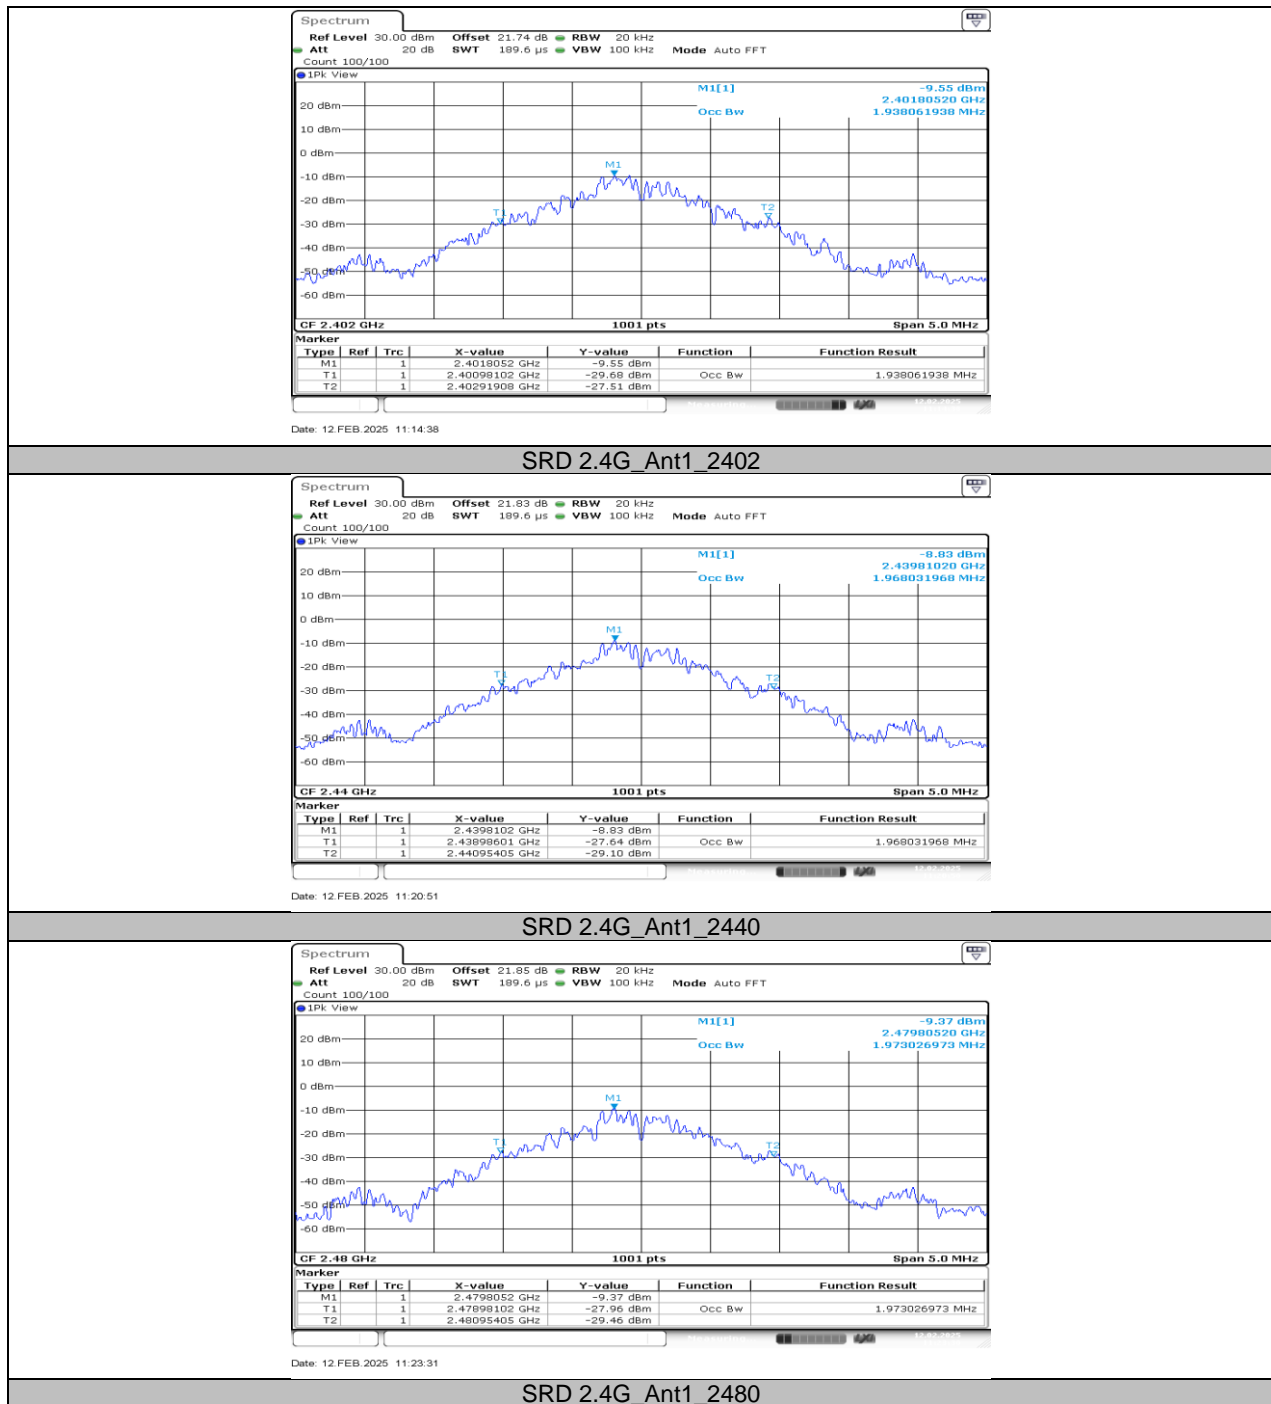 Spectrum
Ref Level 30.00 dBm Offset 21.74 dB RBW 20 kHz
Att 20 dB SWT 189.6 µs VBW 100 kHz Mode Auto FFT
Count 100/100
1Pk View
M1[1] -9.55 dBm
2.40180520 GHz
20 dBm
Occ Bw 1.938061938 MHz
10 dBm
0 dBm
M1
-10 dBm
-20 dBm
T1 T2
-30 dBm
-40 dBm
-50 dBm
-60 dBm
CF 2.402 GHz 1001 pts Span 5.0 MHz
Marker
Type Ref Trc X-value Y-value Function Function Result
M1 1 2.4018052 GHz -9.55 dBm
T1 1 2.40098102 GHz -29.68 dBm Occ Bw 1.938061938 MHz
T2 1 2.40291908 GHz -27.51 dBm
Date: 12.FEB.2025 11:14:38
SRD 2.4G_Ant1_2402
Spectrum
Ref Level 30.00 dBm Offset 21.83 dB RBW 20 kHz
Att 20 dB SWT 189.6 µs VBW 100 kHz Mode Auto FFT
Count 100/100
1Pk View
M1[1] -8.83 dBm
2.43981020 GHz
20 dBm
Occ Bw 1.968031968 MHz
10 dBm
0 dBm
M1
-10 dBm
-20 dBm
T1 T2
-30 dBm
-40 dBm
-50 dBm
-60 dBm
CF 2.44 GHz 1001 pts Span 5.0 MHz
Marker
Type Ref Trc X-value Y-value Function Function Result
M1 1 2.4398102 GHz -8.83 dBm
T1 1 2.43898601 GHz -27.64 dBm Occ Bw 1.968031968 MHz
T2 1 2.44095405 GHz -29.10 dBm
Date: 12.FEB.2025 11:20:51
SRD 2.4G_Ant1_2440
Spectrum
Ref Level 30.00 dBm Offset 21.85 dB RBW 20 kHz
Att 20 dB SWT 189.6 µs VBW 100 kHz Mode Auto FFT
Count 100/100
1Pk View
M1[1] -9.37 dBm
2.47980520 GHz
20 dBm
Occ Bw 1.973026973 MHz
10 dBm
0 dBm
M1
-10 dBm
-20 dBm
T1 T2
-30 dBm
-40 dBm
-50 dBm
-60 dBm
CF 2.48 GHz 1001 pts Span 5.0 MHz
Marker
Type Ref Trc X-value Y-value Function Function Result
M1 1 2.4798052 GHz -9.37 dBm
T1 1 2.47898102 GHz -27.96 dBm Occ Bw 1.973026973 MHz
T2 1 2.48095405 GHz -29.46 dBm
Date: 12.FEB.2025 11:23:31
SRD 2.4G_Ant1_2480